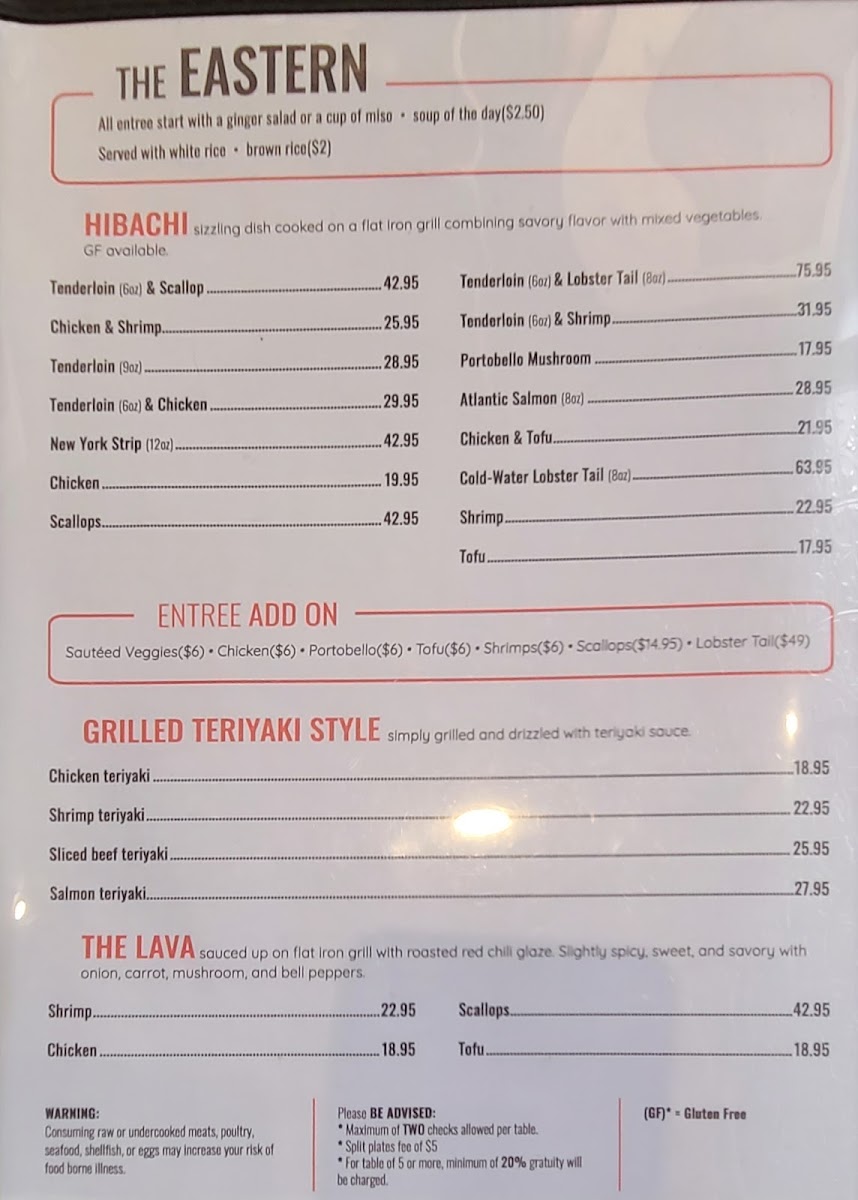 THE EASTERN
All entree start with a ginger salad or a cup of miso • soup of the day($2.50)
Served with white rice • brown rice($2)
HIBACHI sizzling dish cooked on a flat iron grill combining savory flavor with mixed vegetables.
GF available.
Tenderloin (6oz) & Scallop 42.95
Chicken & Shrimp 25.95
Tenderloin (9oz) 28.95
Tenderloin (6oz) & Chicken 29.95
New York Strip (12oz) 42.95
Chicken 19.95
Scallops 42.95
Tenderloin (6oz) & Lobster Tail (8oz) 75.95
Tenderloin (6oz) & Shrimp 31.95
Portobello Mushroom 17.95
Atlantic Salmon (8oz) 28.95
Chicken & Tofu 21.95
Cold-Water Lobster Tail (8oz) 63.95
Shrimp 22.95
Tofu 17.95
ENTREE ADD ON
Sautéed Veggies($6) • Chicken($6) • Portobello($6) • Tofu($6) • Shrimps($6) • Scallops($14.95) • Lobster Tail($49)
GRILLED TERIYAKI STYLE simply grilled and drizzled with teriyaki sauce.
Chicken teriyaki 18.95
Shrimp teriyaki 22.95
Sliced beef teriyaki 25.95
Salmon teriyaki 27.95
THE LAVA sauced up on flat iron grill with roasted red chili glaze. Slightly spicy, sweet, and savory with
onion, carrot, mushroom, and bell peppers.
Shrimp 22.95
Chicken 18.95
Scallops 42.95
Tofu 18.95
WARNING:
Consuming raw or undercooked meats, poultry,
seafood, shellfish, or eggs may increase your risk of
food borne illness.
Please BE ADVISED:
* Maximum of TWO checks allowed per table.
* Split plates fee of $5
* For table of 5 or more, minimum of 20% gratuity will
be charged.
(GF)* = Gluten Free